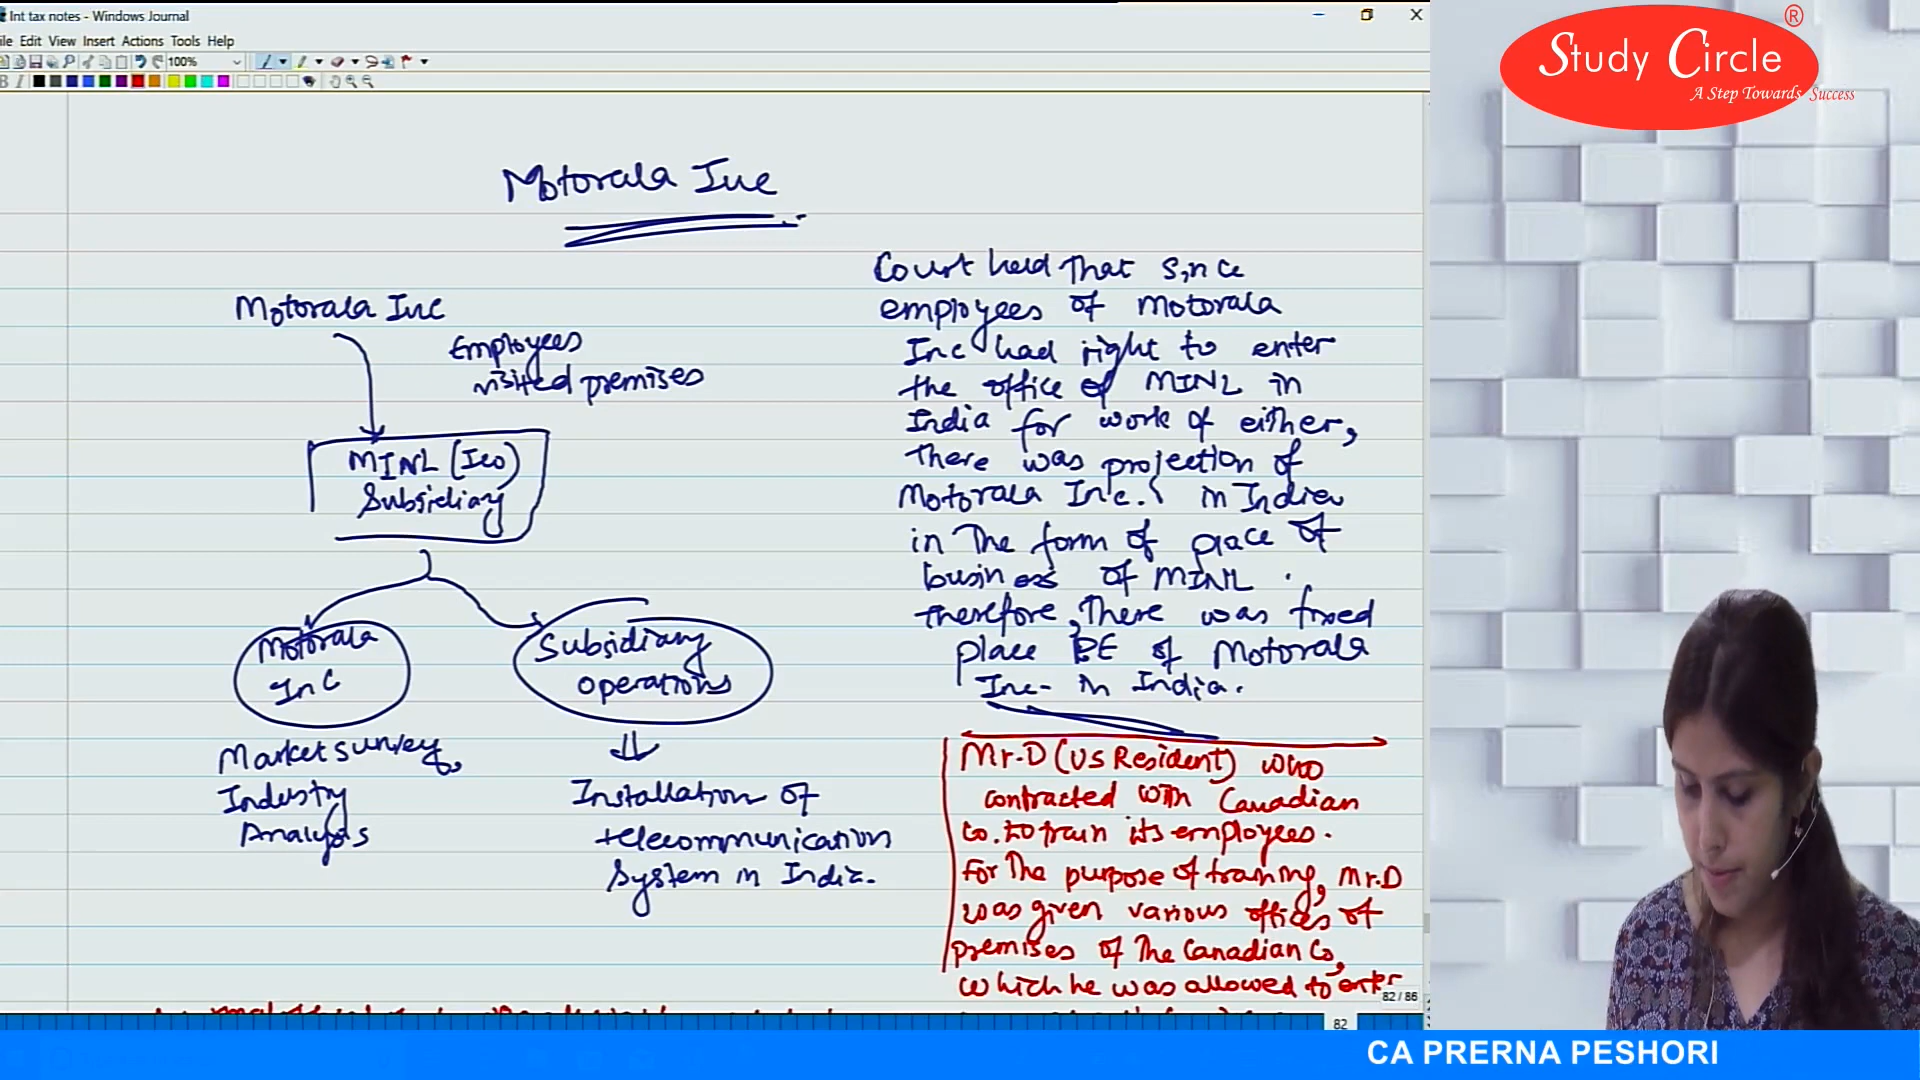 Int tax notes - Windows Journal
ile Edit View Insert Actions Tools Help
100%
Study Circle ®
A Step Towards Success
Motorala Inc
Motorala Inc
Employees
visited premises
MINL (Ico)
Subsidiary
Motorala
Inc
Subsidiary
operations
Market survey,
Industry
Analysis
Installation of
telecommunication
system in India.
Court held that since
employees of Motorala
Inc had right to enter
the office of MINL in
India for work of either,
there was projection of
Motorala Inc. in India
in the form of place of
business of MINL.
therefore, there was fixed
place PE of Motorala
Inc- in India.
Mr.D (US Resident) who
contracted with Canadian
Co. to train its employees.
For the purpose of training, Mr.D
was given various offices of
premises of the Canadian Co,
which he was allowed to enter
82 / 86
82
CA PRERNA PESHORI